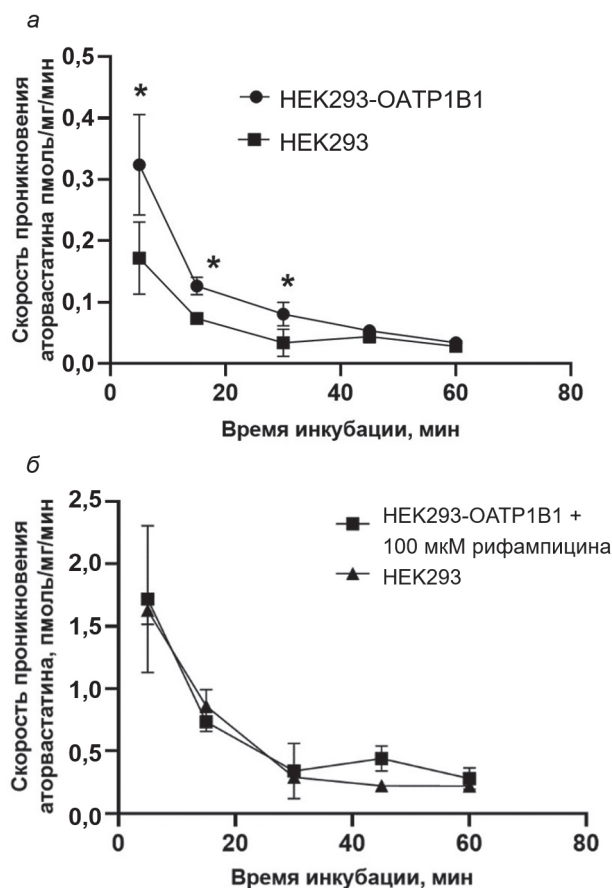 а
Скорость проникновения
аторвастатина пмоль/мг/мин
0,5
0,4
0,3
0,2
0,1
0,0
*
*
*
HEK293-OATP1B1
HEK293
0
20
40
60
80
Время инкубации, мин
б
Скорость проникновения
аторвастатина, пмоль/мг/мин
2,5
2,0
1,5
1,0
0,5
0,0
HEK293-OATP1B1 +
100 мкМ рифампицина
HEK293
0
20
40
60
80
Время инкубации, мин